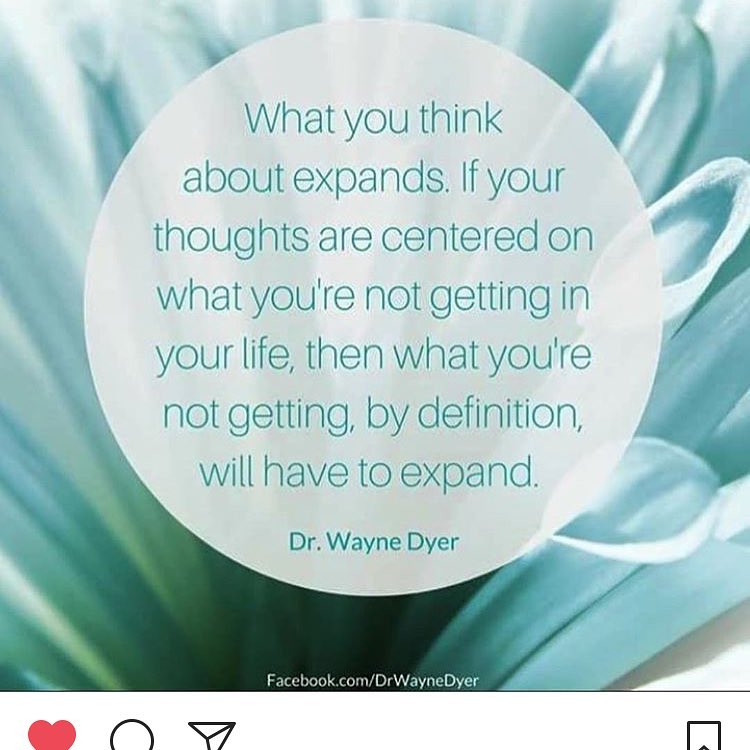 What you think
about expands. If your
thoughts are centered on
what you're not getting in
your life, then what you're
not getting, by definition,
will have to expand.
Dr. Wayne Dyer
Facebook.com/DrWayneDyer